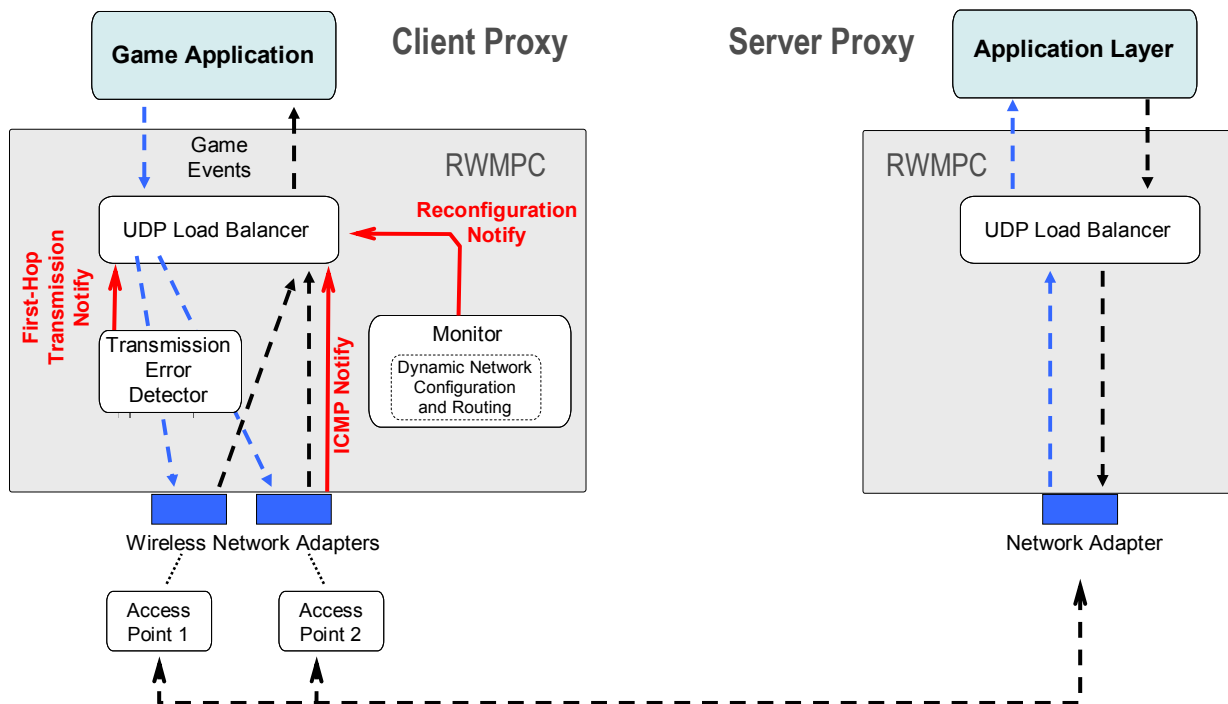 Game Application
Client Proxy
Server Proxy
Application Layer
Game
Events
RWMPC
RWMPC
UDP Load Balancer
Reconfiguration
Notify
UDP Load Balancer
First-Hop
Transmission
Notify
Transmission
Error
Detector
ICMP Notify
Monitor
Dynamic Network
Configuration
and Routing
Wireless Network Adapters
Network Adapter
Access
Point 1
Access
Point 2